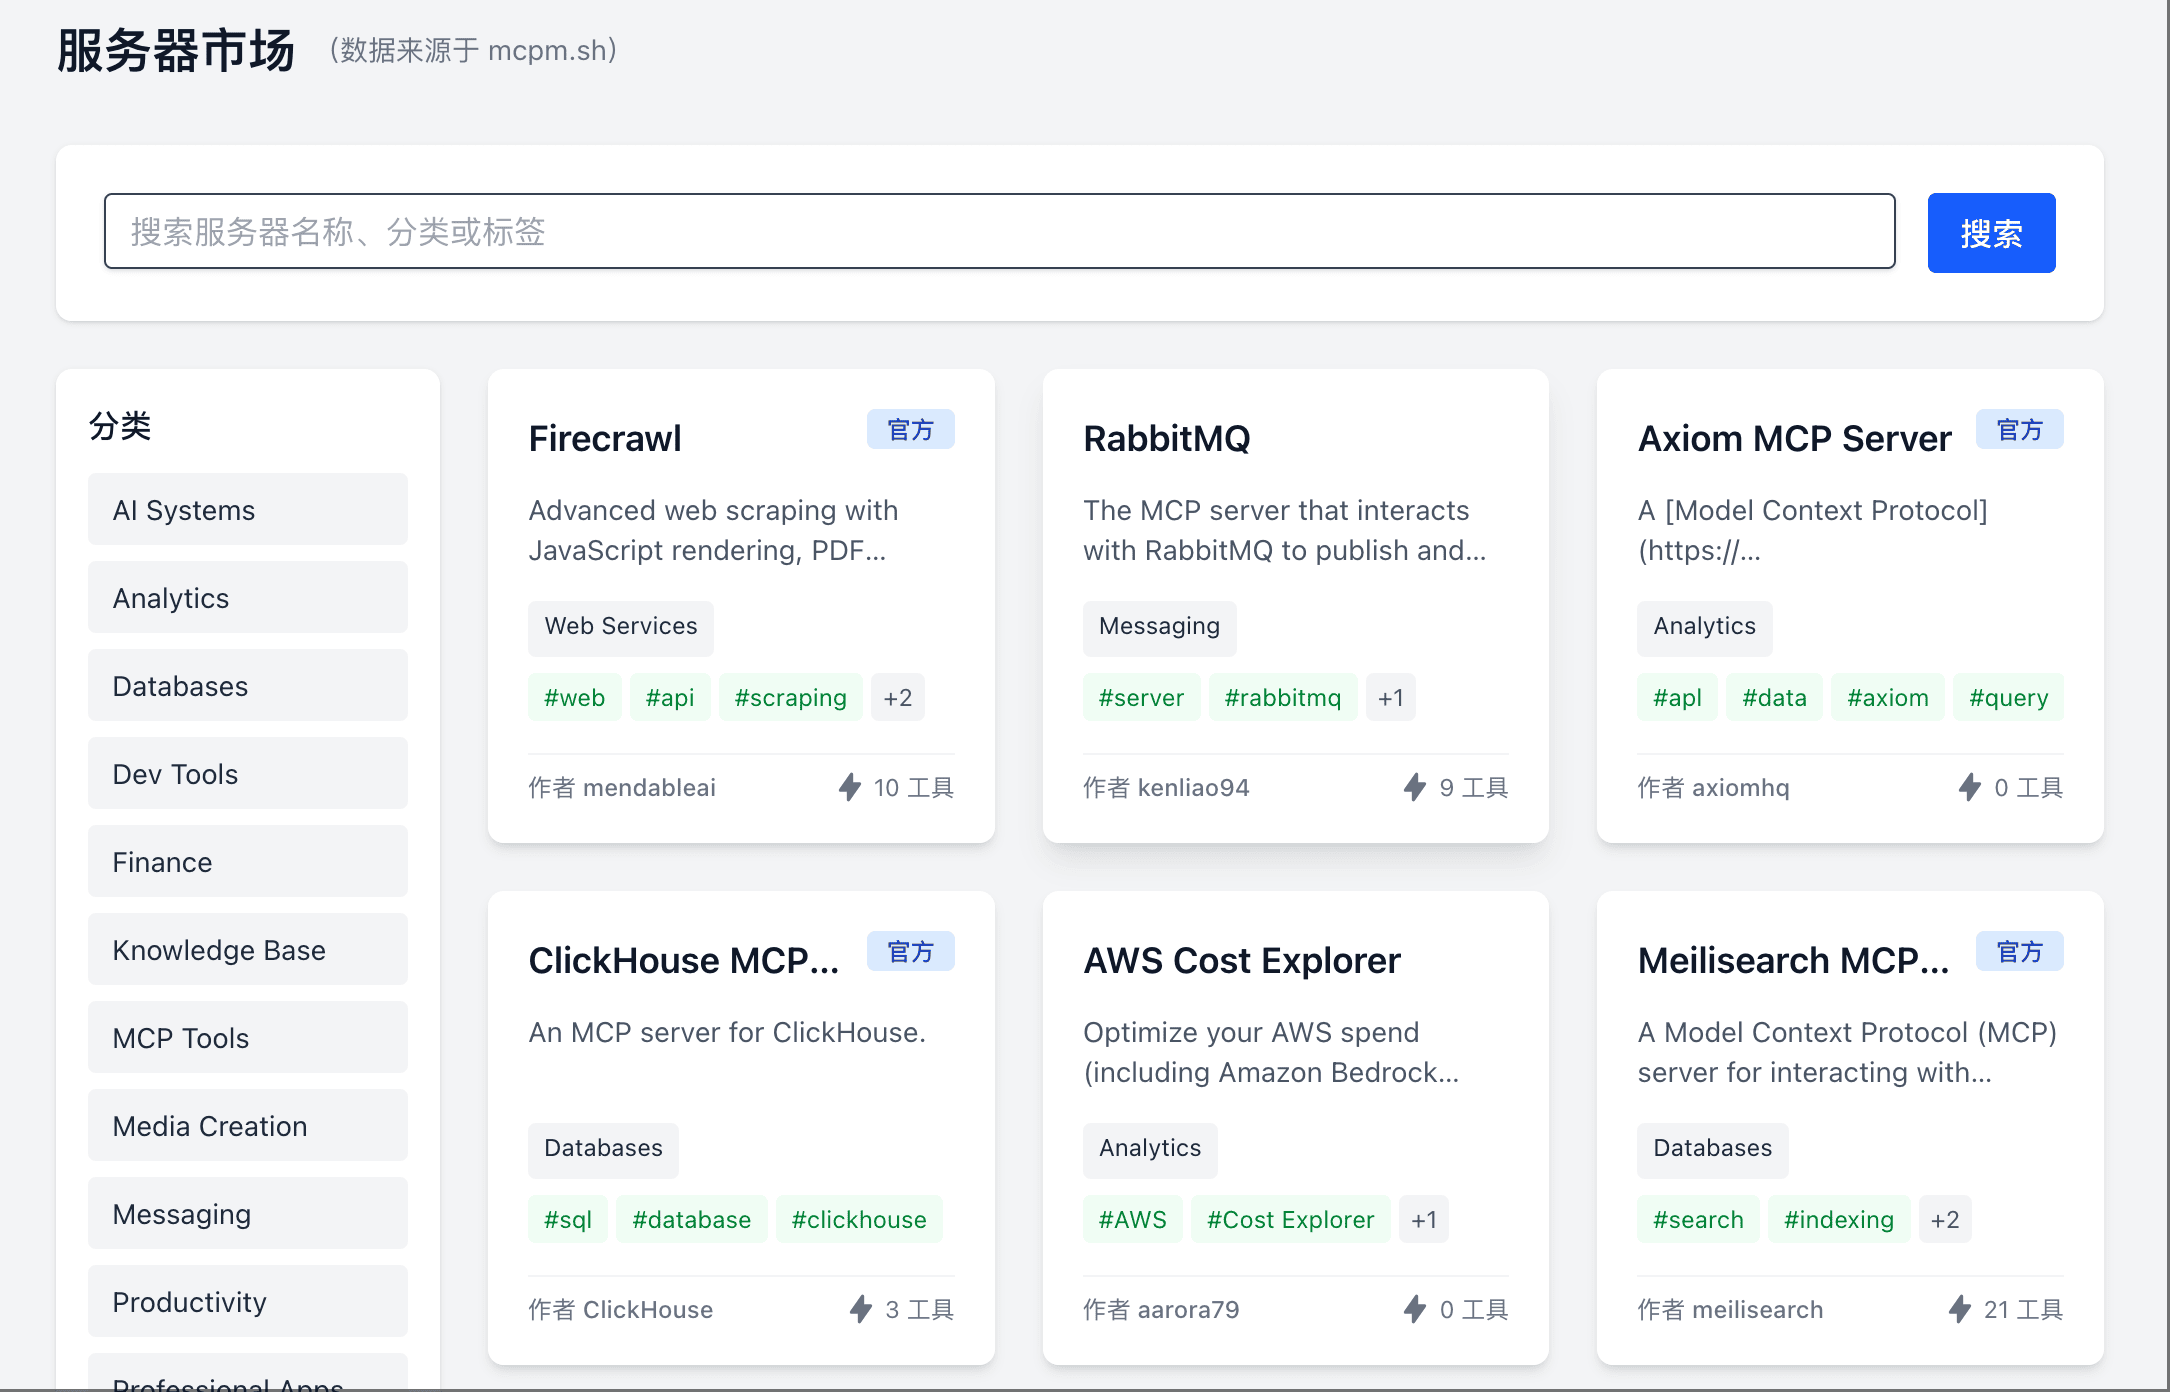 服务器市场 （数据来源于 mcpm.sh）
搜索服务器名称、分类或标签
搜索
分类
AI Systems
Analytics
Databases
Dev Tools
Finance
Knowledge Base
MCP Tools
Media Creation
Messaging
Productivity
Professional Apps
Firecrawl 官方
Advanced web scraping with
JavaScript rendering, PDF...
Web Services
#web #api #scraping +2
作者 mendableai 10 工具
RabbitMQ
The MCP server that interacts
with RabbitMQ to publish and...
Messaging
#server #rabbitmq +1
作者 kenliao94 9 工具
Axiom MCP Server 官方
A [Model Context Protocol]
(https://...
Analytics
#apl #data #axiom #query
作者 axiomhq 0 工具
ClickHouse MCP... 官方
An MCP server for ClickHouse.
Databases
#sql #database #clickhouse
作者 ClickHouse 3 工具
AWS Cost Explorer
Optimize your AWS spend
(including Amazon Bedrock...
Analytics
#AWS #Cost Explorer +1
作者 aarora79 0 工具
Meilisearch MCP... 官方
A Model Context Protocol (MCP)
server for interacting with...
Databases
#search #indexing +2
作者 meilisearch 21 工具